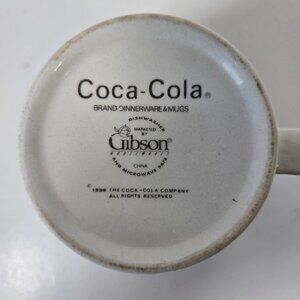 Coca-Cola®
BRAND DINNERWARE & MUGS
DISHWASHER
MARKETED
BY
Gibson
AND MICROWAVE SAFE
CHINA
© 1996 THE COCA-COLA COMPANY
ALL RIGHTS RESERVED